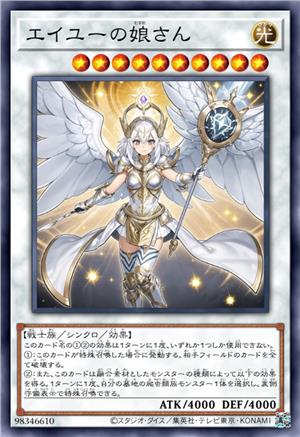 エイユーの娘さん
むすめ
光
【戦士族／シンクロ／効果】
このカード名の①②の効果は1ターンに1度、いずれか1つしか使用できない。
①：このカードが特殊召喚した場合に発動する。相手フィールドのカードを全
て破壊する。
②：また、このカードは融合素材としたモンスターの種類によって以下の効果
を得る。1ターンに1度、自分の墓地の
モンスター1体を選択し、裏側
守備表示で特殊召喚できる。
ATK/4000 DEF/4000
98346610
©スタジオ・ダイス/集英社・テレビ東京・KONAMI